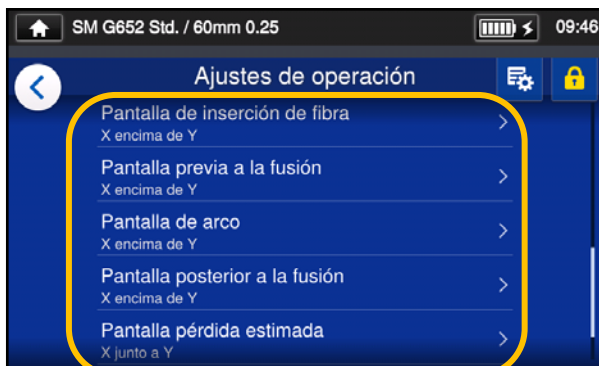 SM G652 Std. / 60mm 0.25
09:46
Ajustes de operación
Pantalla de inserción de fibra
X encima de Y
Pantalla previa a la fusión
X encima de Y
Pantalla de arco
X encima de Y
Pantalla posterior a la fusión
X encima de Y
Pantalla pérdida estimada
X junto a Y